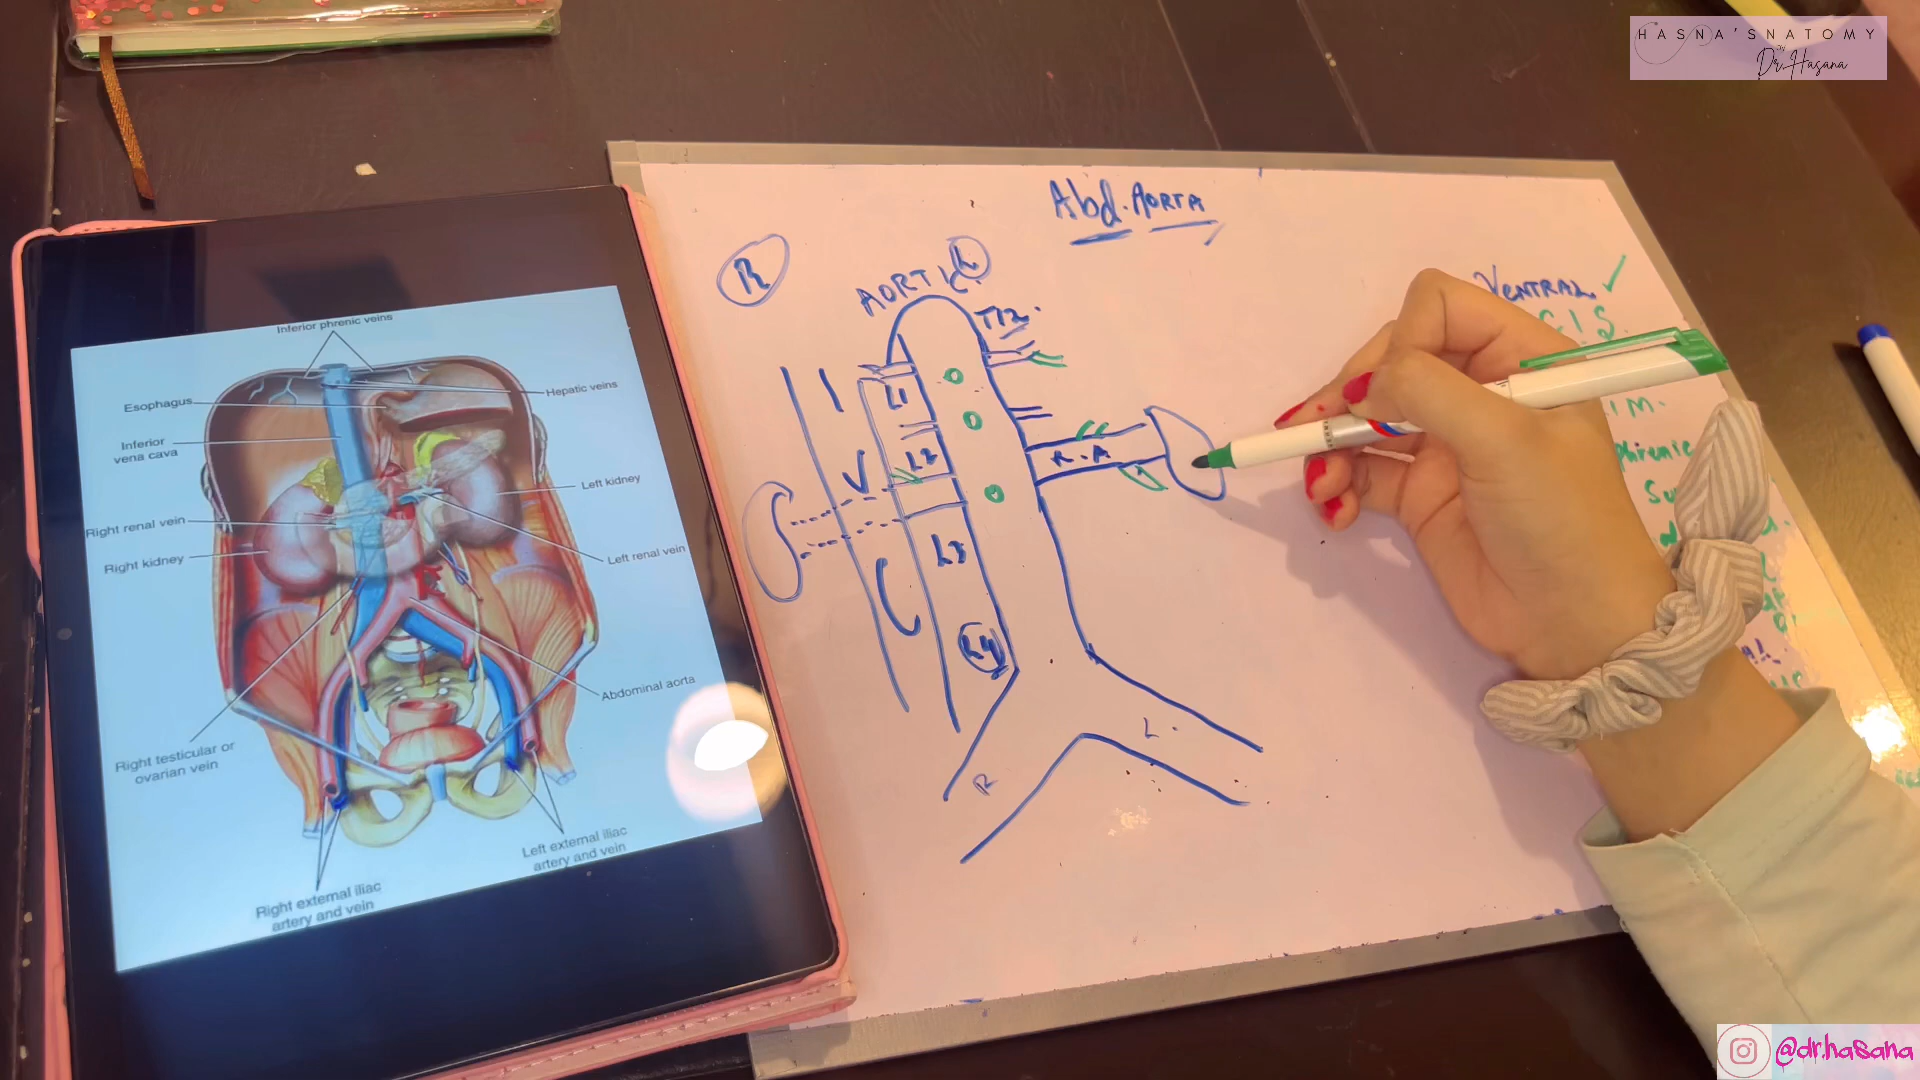 HASNA'SNATOMY
BY
Dr.Hasana
Inferior phrenic veins
Hepatic veins
Esophagus
Inferior
vena cava
Left kidney
Right renal vein
Right kidney
Left renal vein
Abdominal aorta
Right testicular or
ovarian vein
Left external iliac
artery and vein
Right external iliac
artery and vein
Abd. AORTA
R
AORTIC
T12.
L1
L2
R.A
I
V
C
L3
L4
R
L.
VENTRAL ✓
phrenic
@dr.haSana